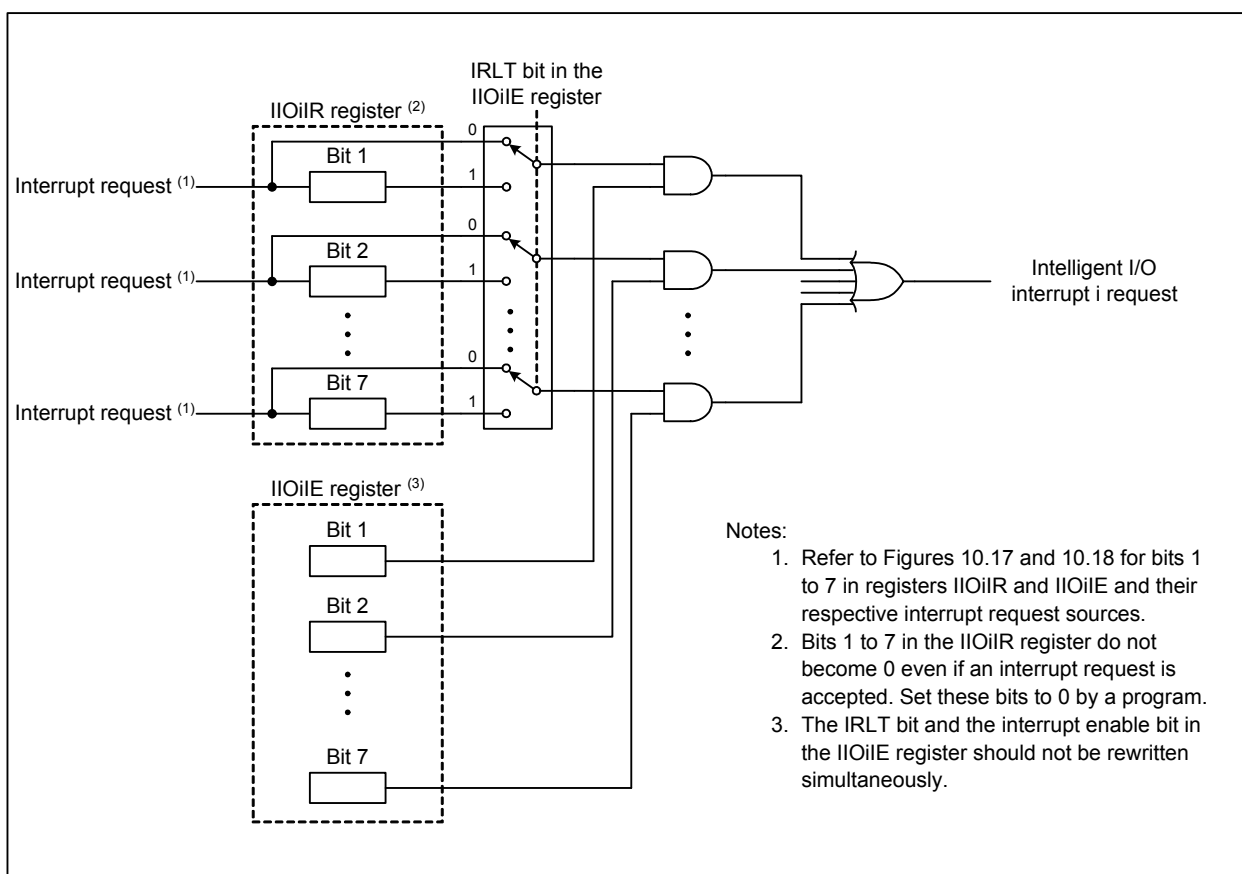 IRLT bit in the
IIOiIE register
IIOiIR register (2)
0
Bit 1
Interrupt request (1)
1
0
Bit 2
Interrupt request (1)
1
Intelligent I/O
interrupt i request
0
Bit 7
Interrupt request (1)
1
IIOiIE register (3)
Bit 1
Bit 2
Bit 7
Notes:
1. Refer to Figures 10.17 and 10.18 for bits 1
to 7 in registers IIOiIR and IIOiIE and their
respective interrupt request sources.
2. Bits 1 to 7 in the IIOiIR register do not
become 0 even if an interrupt request is
accepted. Set these bits to 0 by a program.
3. The IRLT bit and the interrupt enable bit in
the IIOiIE register should not be rewritten
simultaneously.